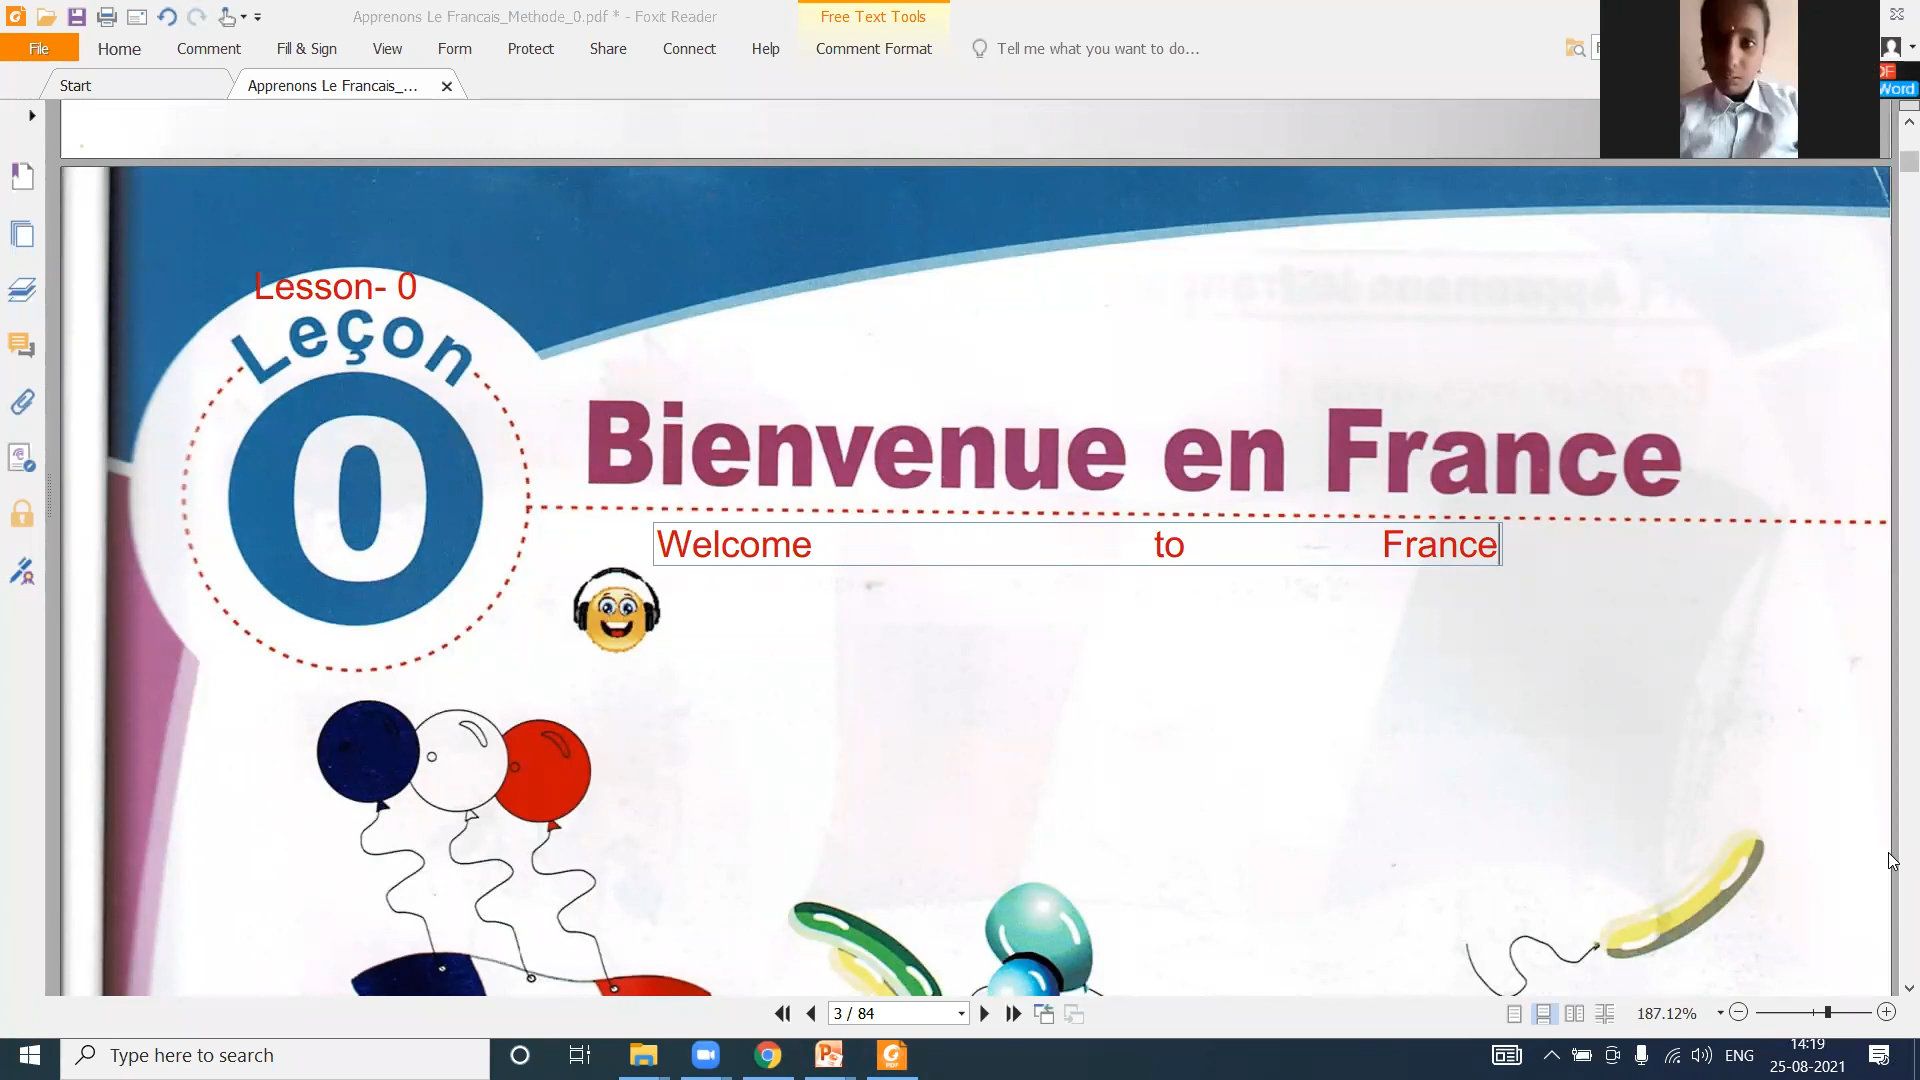 Apprenons Le Francais_Methode_0.pdf * - Foxit Reader
Free Text Tools
File Home Comment Fill & Sign View Form Protect Share Connect Help Comment Format Tell me what you want to do...
Start Apprenons Le Francais_...
Word
Lesson- 0
Leçon
0
Bienvenue en France
Welcome to France
3 / 84
187.12%
Type here to search
ENG
14:19
25-08-2021